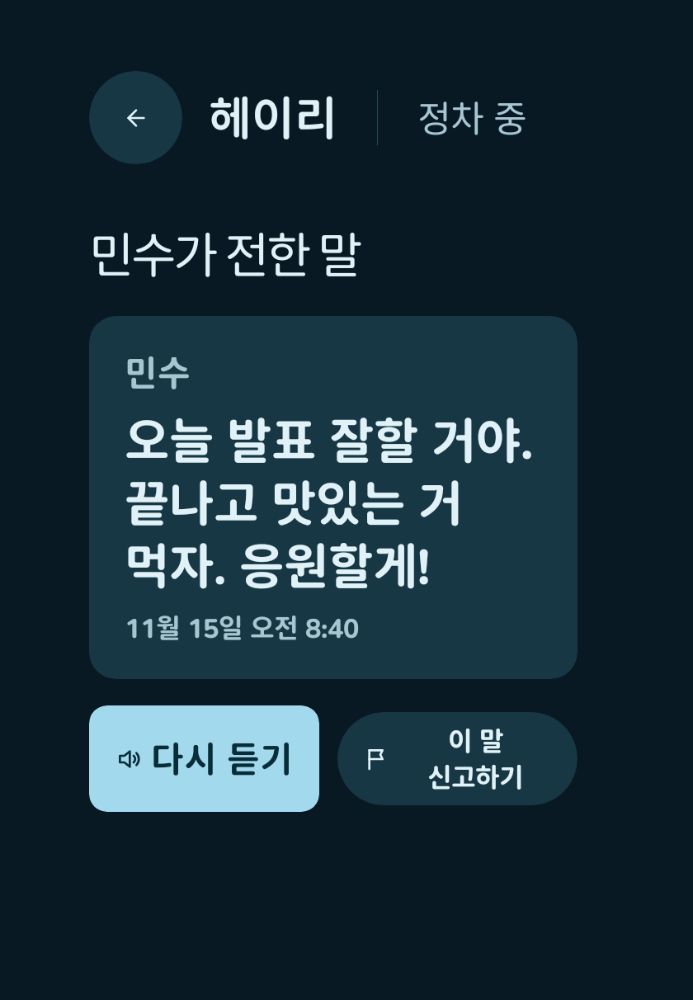 헤이리
정차 중
민수가 전한 말
민수
오늘 발표 잘할 거야.
끝나고 맛있는 거
먹자. 응원할게!
11월 15일 오전 8:40
다시 듣기
이 말
신고하기